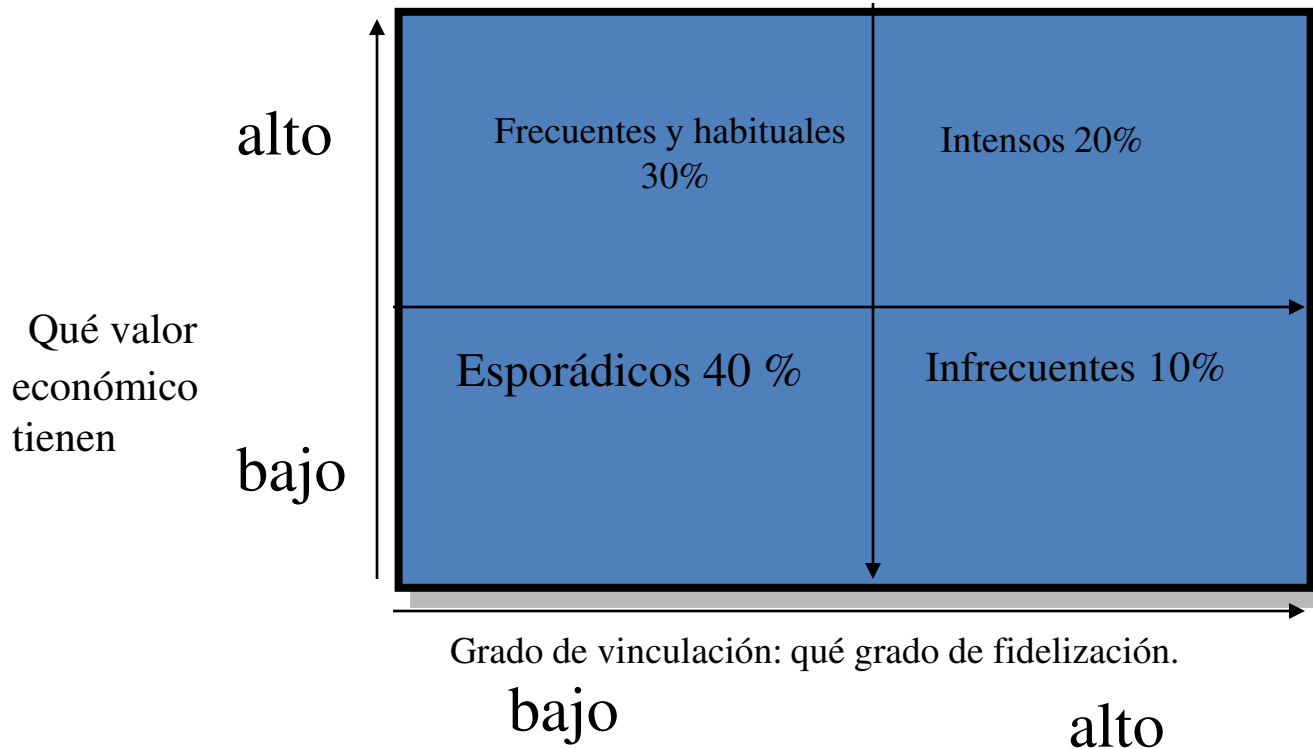 alto
Frecuentes y habituales
30%
Intensos 20%
Qué valor
económico
tienen
Esporádicos 40 %
Infrecuentes 10%
bajo
Grado de vinculación: qué grado de fidelización.
bajo
alto